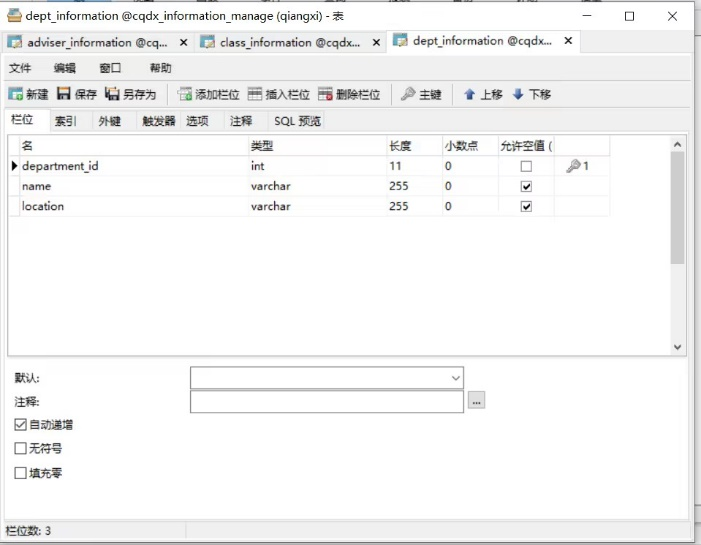 dept_information @cqdx_information_manage (qiangxi) - 表
adviser_information @cq... class_information @cqdx... dept_information @cqdx...
文件 编辑 窗口 帮助
新建 保存 另存为 添加栏位 插入栏位 删除栏位 主键 上移 下移
栏位 索引 外键 触发器 选项 注释 SQL 预览
名 类型 长度 小数点 允许空值 (
department_id int 11 0 1
name varchar 255 0
location varchar 255 0
默认:
注释: ...
自动递增
无符号
填充零
栏位数: 3